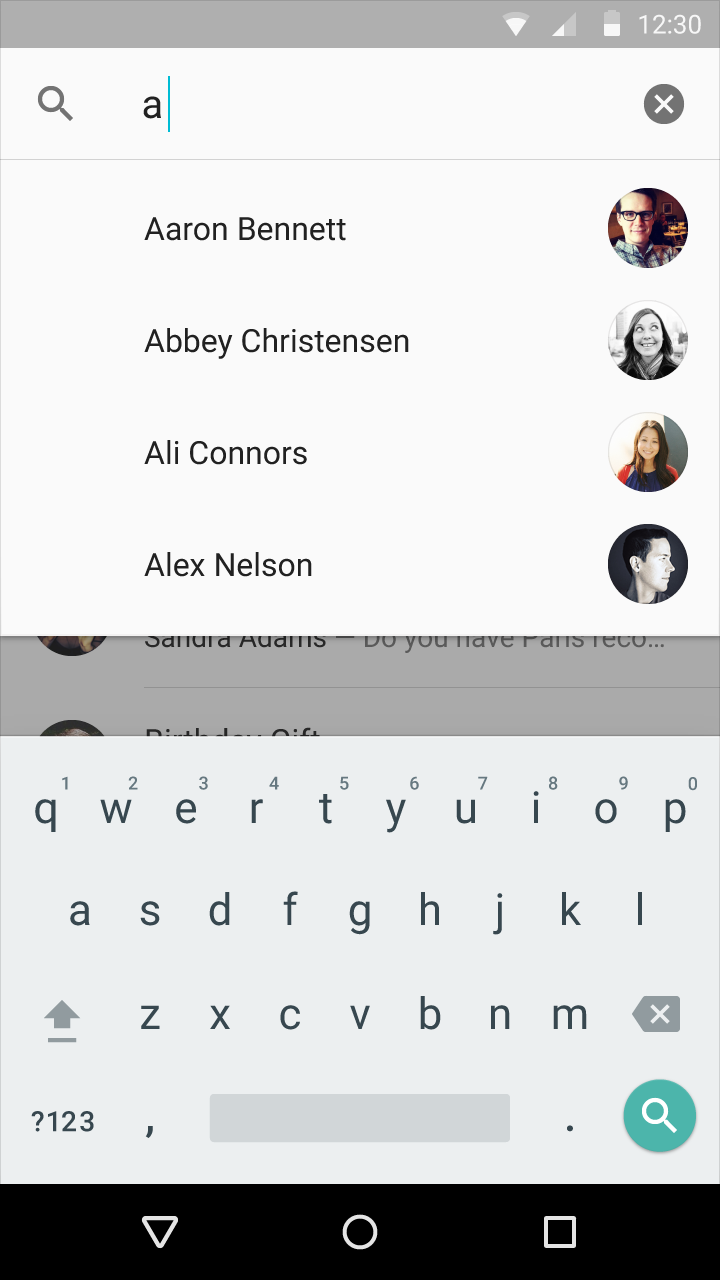 12:30
a
Aaron Bennett
Abbey Christensen
Ali Connors
Alex Nelson
Sandra Adams — Do you have Paris reco…
Birthday Gift
1 2 3 4 5 6 7 8 9 0
q w e r t y u i o p
a s d f g h j k l
z x c v b n m
?123 , .